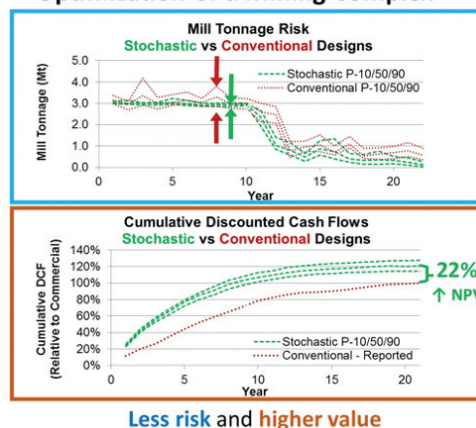 Mill Tonnage Risk
Stochastic vs Conventional Designs
Mill Tonnage (Mt)
5.0
4.0
3.0
2.0
1.0
0.0
Stochastic P-10/50/90
Conventional P-10/50/90
0 5 10 15 20
Year
Cumulative Discounted Cash Flows
Stochastic vs Conventional Designs
Cumulative DCF
(Relative to Commercial)
140%
120%
100%
80%
60%
40%
20%
0%
22%
↑ NPV
Stochastic P-10/50/90
Conventional - Reported
0 5 10 15 20
Year
Less risk and higher value